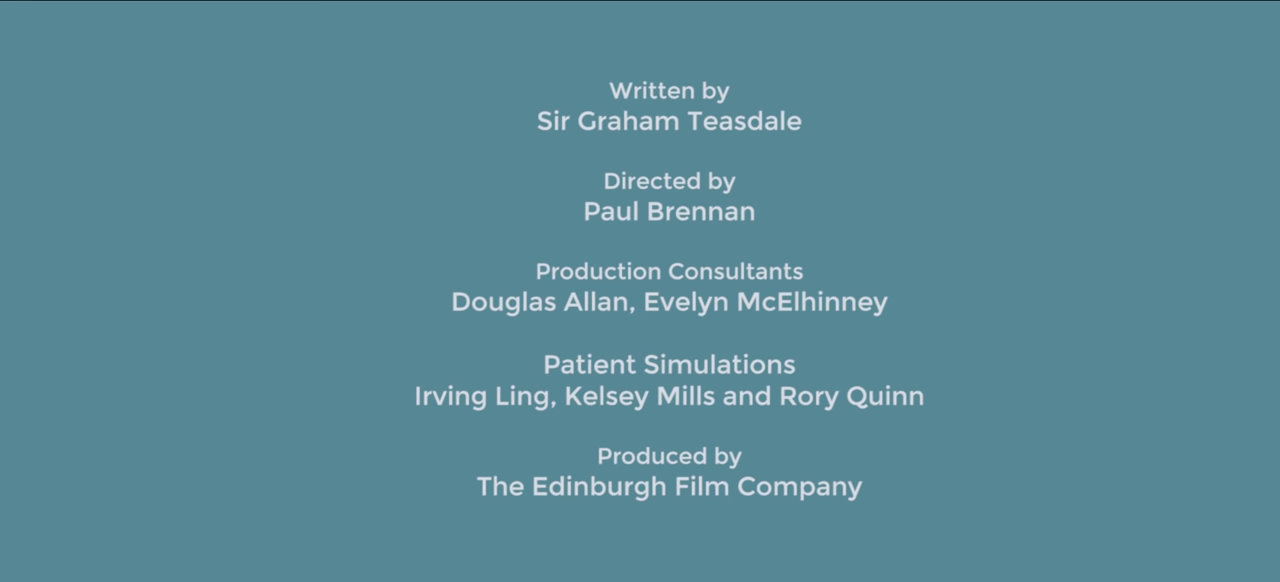 Written by
Sir Graham Teasdale
Directed by
Paul Brennan
Production Consultants
Douglas Allan, Evelyn McElhinney
Patient Simulations
Irving Ling, Kelsey Mills and Rory Quinn
Produced by
The Edinburgh Film Company